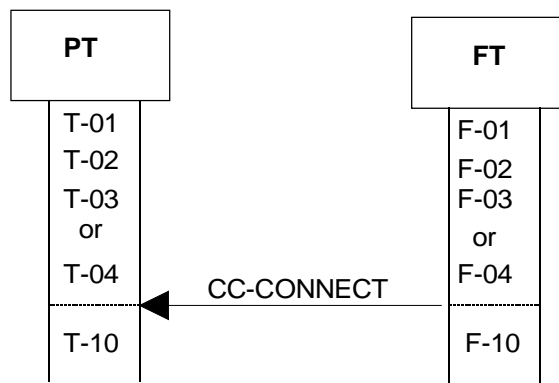 PT
FT
T-01
F-01
T-02
F-02
T-03
F-03
or
or
T-04
F-04
CC-CONNECT
T-10
F-10